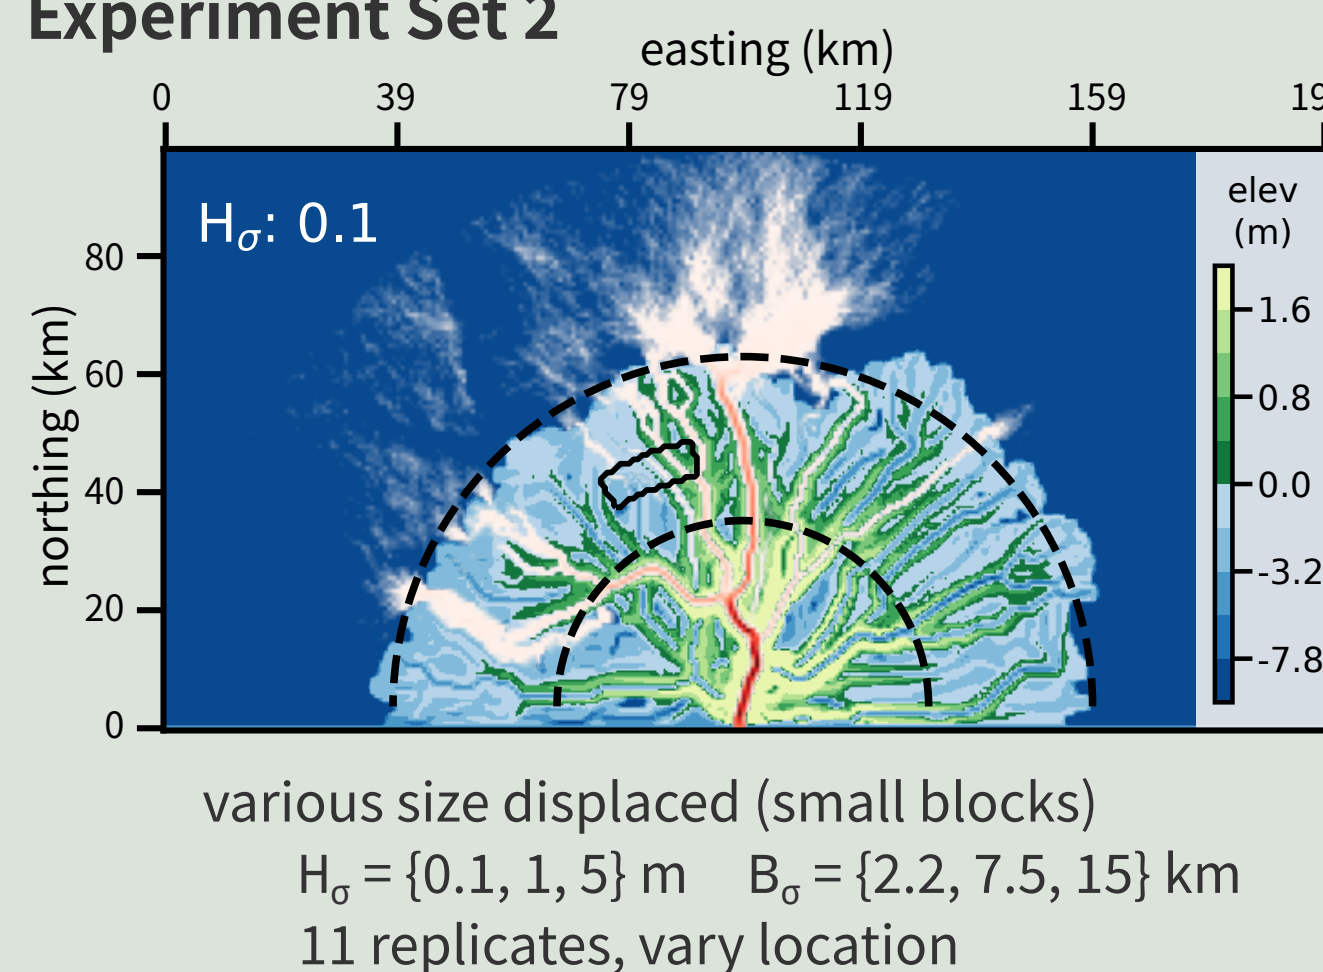 Experiment Set 2
easting (km)
0 39 79 119 159
Hσ: 0.1
elev
(m)
northing (km)
80
60
40
20
0
1.6
0.8
0.0
-3.2
-7.8
various size displaced (small blocks)
Hσ = {0.1, 1, 5} m Bσ = {2.2, 7.5, 15} km
11 replicates, vary location